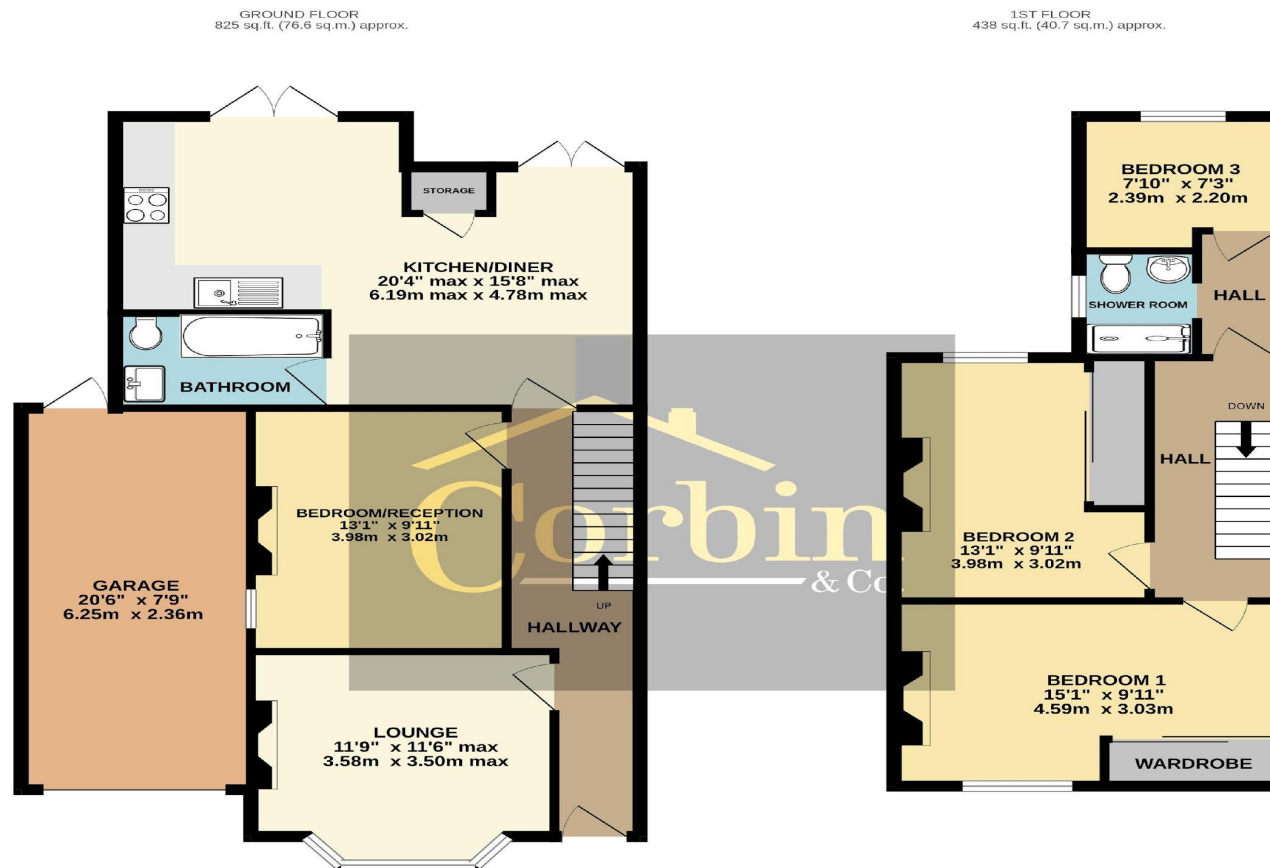 GROUND FLOOR
825 sq.ft. (76.6 sq.m.) approx.
1ST FLOOR
438 sq.ft. (40.7 sq.m.) approx.
STORAGE
KITCHEN/DINER
20'4" max x 15'8" max
6.19m max x 4.78m max
BATHROOM
BEDROOM/RECEPTION
13'1" x 9'11"
3.98m x 3.02m
GARAGE
20'6" x 7'9"
6.25m x 2.36m
UP
HALLWAY
LOUNGE
11'9" x 11'6" max
3.58m x 3.50m max
Corbin
& Co
BEDROOM 3
7'10" x 7'3"
2.39m x 2.20m
SHOWER ROOM
HALL
DOWN
HALL
BEDROOM 2
13'1" x 9'11"
3.98m x 3.02m
BEDROOM 1
15'1" x 9'11"
4.59m x 3.03m
WARDROBE